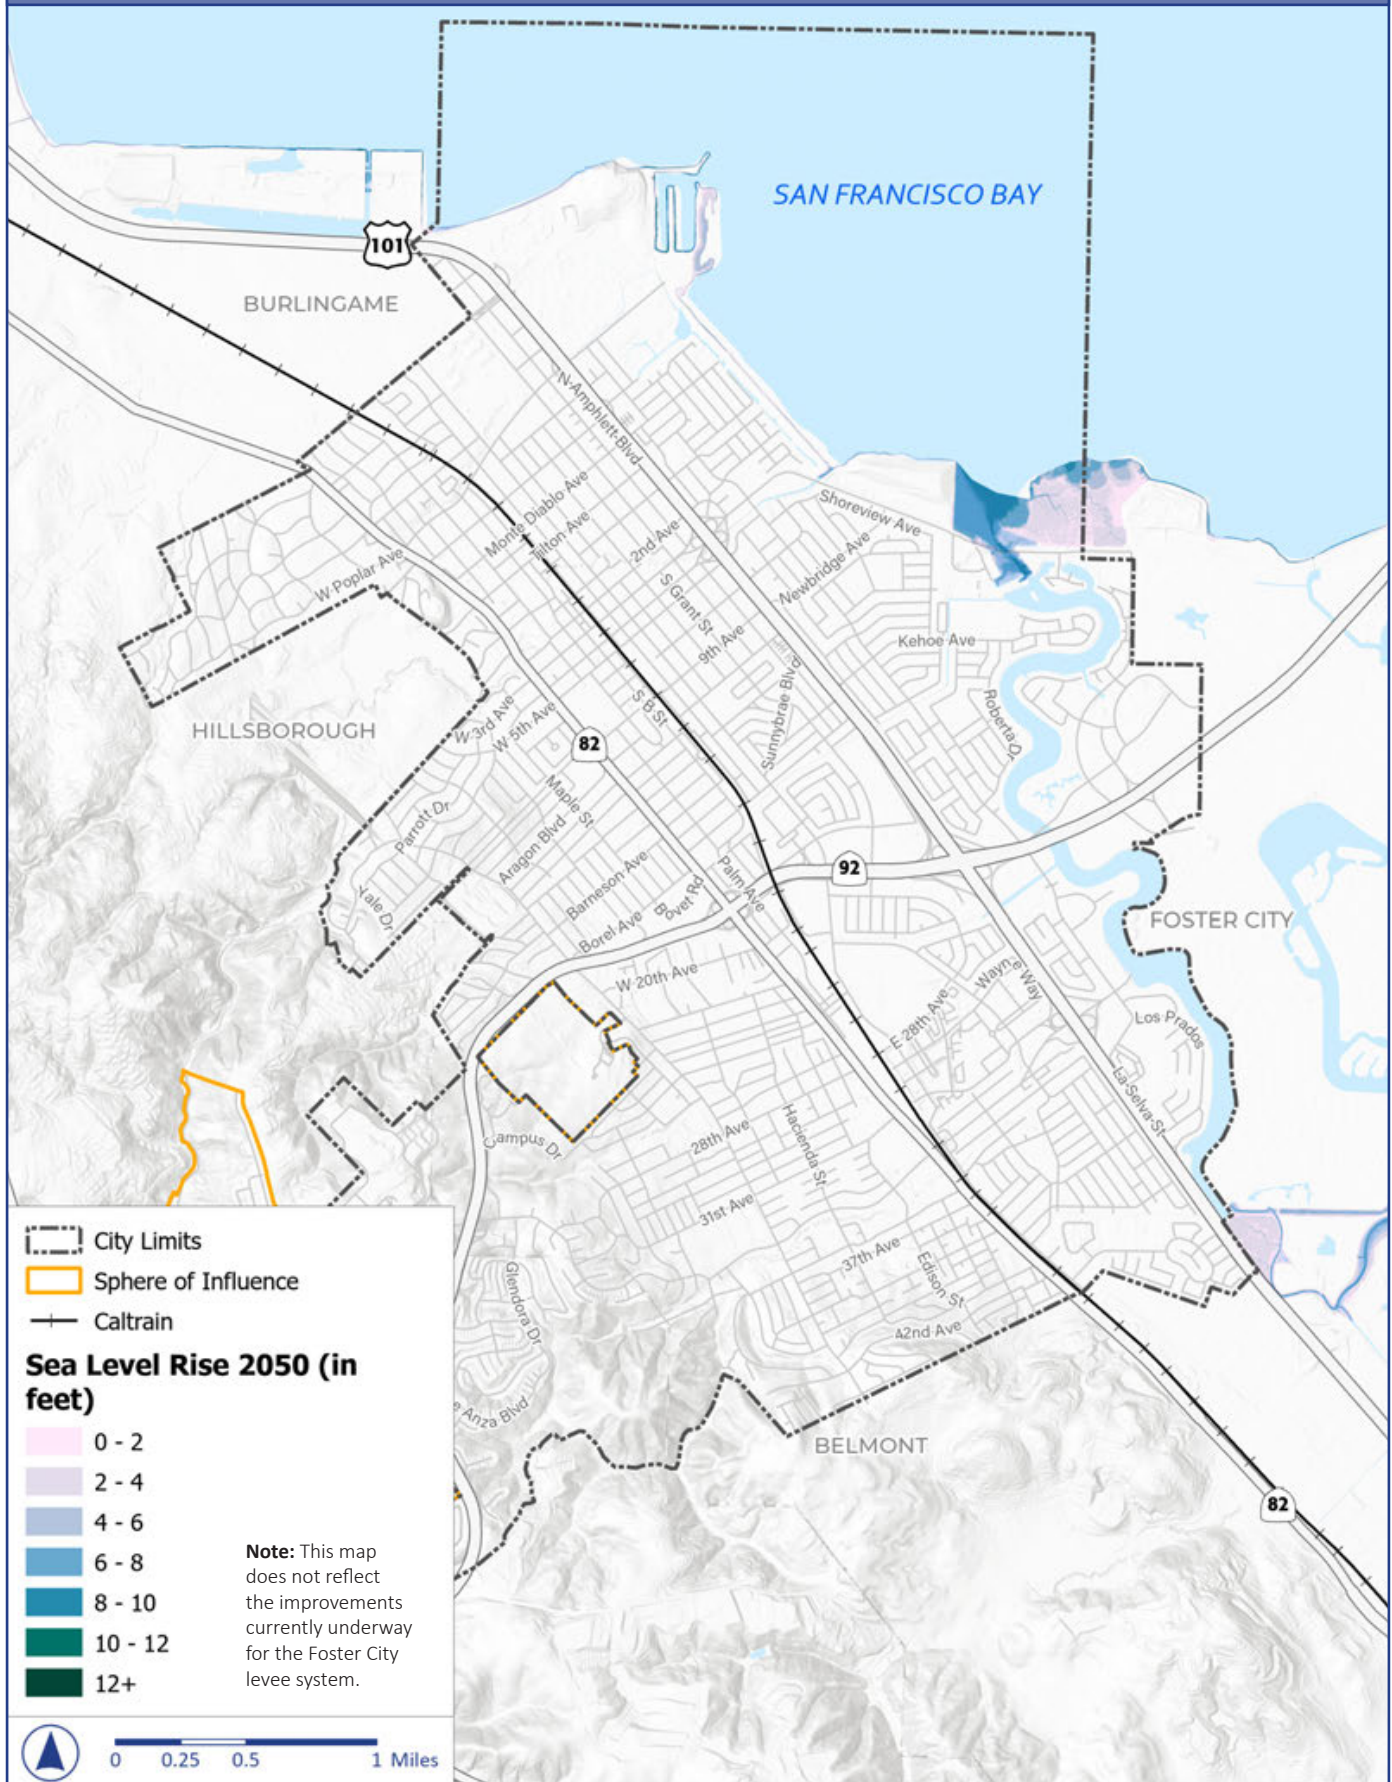 SAN FRANCISCO BAY
101
BURLINGAME
N Amphlett Blvd
Monte Diablo Ave
Tilton Ave
2nd Ave
Shoreview Ave
Newbridge Ave
W Poplar Ave
S Grant St
9th Ave
Kehoe Ave
Sunnybrae Blvd
Roberta Dr
HILLSBOROUGH
W 3rd Ave
W 5th Ave
S B St
82
Maple St
Parrott Dr
Aragon Blvd
Barneson Ave
Palm Ave
92
Yale Dr
Borel Ave
Bovet Rd
FOSTER CITY
W 20th Ave
Wayne Way
E 28th Ave
Los Prados
La Selva St
Campus Dr
28th Ave
Hacienda St
31st Ave
37th Ave
Edison St
Glendora Dr
42nd Ave
e Anza Blvd
BELMONT
82
City Limits
Sphere of Influence
Caltrain
Sea Level Rise 2050 (in
feet)
0 - 2
2 - 4
4 - 6
6 - 8
8 - 10
10 - 12
12+
Note: This map
does not reflect
the improvements
currently underway
for the Foster City
levee system.
0 0.25 0.5 1 Miles